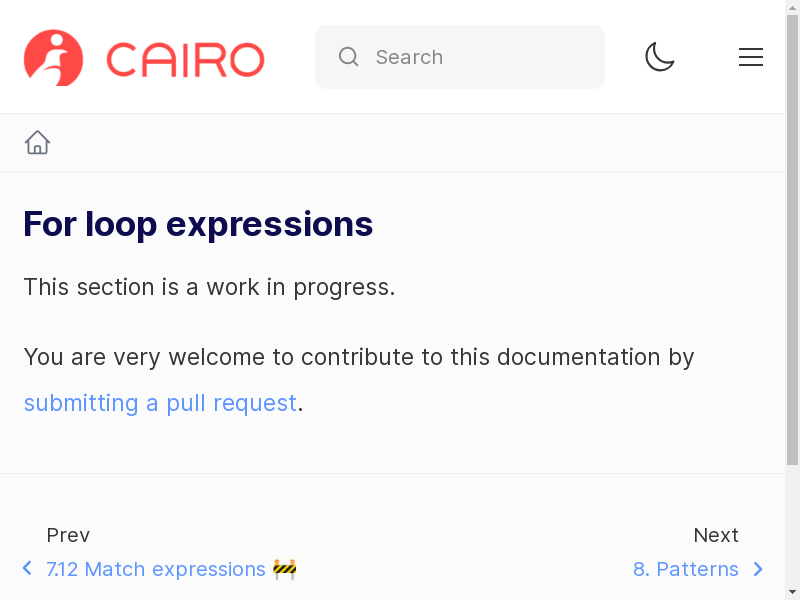 CAIRO
Search
For loop expressions
This section is a work in progress.
You are very welcome to contribute to this documentation by
submitting a pull request.
Prev
Next
7.12 Match expressions 🚧
8. Patterns